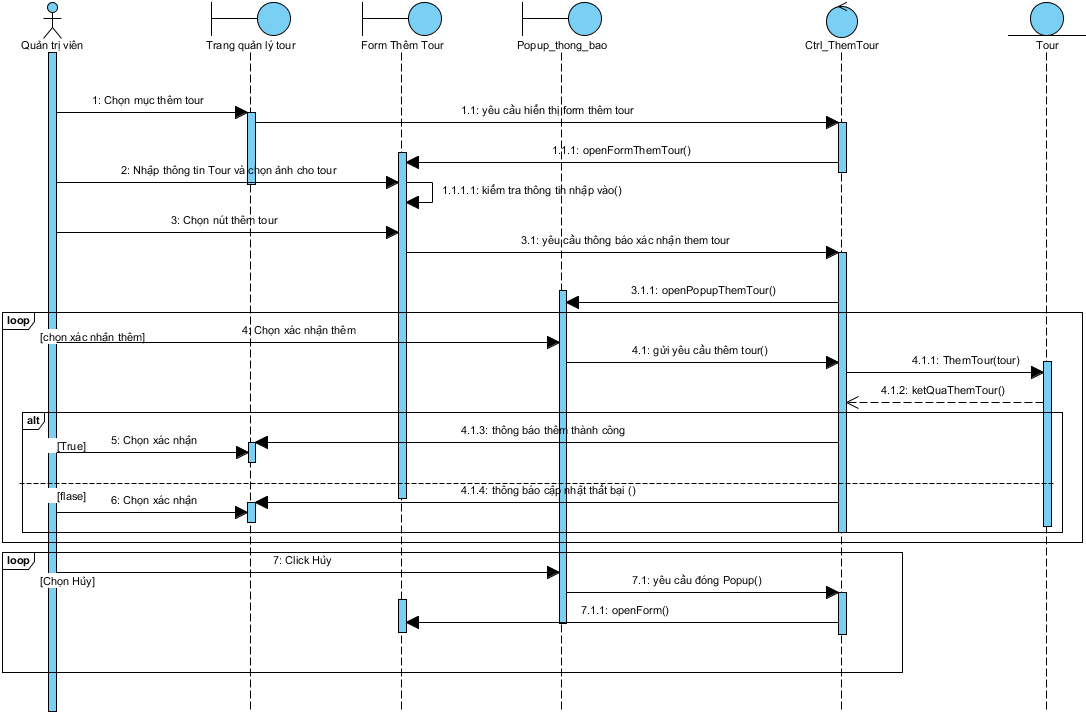 Quản trị viên
Trang quản lý tour
Form Thêm Tour
Popup_thong_bao
Ctrl_ThemTour
Tour
1: Chọn mục thêm tour
1.1: yêu cầu hiển thị form thêm tour
1.1.1: openFormThemTour()
2: Nhập thông tin Tour và chọn ảnh cho tour
1.1.1.1: kiểm tra thông tin nhập vào()
3: Chọn nút thêm tour
3.1: yêu cầu thông báo xác nhận them tour
3.1.1: openPopupThemTour()
loop
[chọn xác nhận thêm]
4: Chọn xác nhận thêm
4.1: gửi yêu cầu thêm tour()
4.1.1: ThemTour(tour)
4.1.2: ketQuaThemTour()
alt
[True]
5: Chọn xác nhận
4.1.3: thông báo thêm thành công
[flase]
6: Chọn xác nhận
4.1.4: thông báo cập nhật thất bại ()
loop
[Chọn Hủy]
7: Click Hủy
7.1: yêu cầu đóng Popup()
7.1.1: openForm()